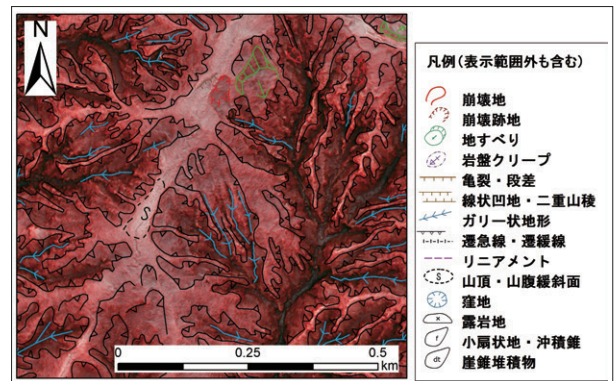 N
S
0
0.25
0.5
km
凡例(表示範囲外も含む)
崩壊地
崩壊跡地
地すべり
岩盤クリープ
亀裂・段差
線状凹地・二重山稜
ガリー状地形
遷急線・遷緩線
リニアメント
S 山頂・山腹緩斜面
窪地
露岩地
f 小扇状地・沖積錐
dt 崖錐堆積物